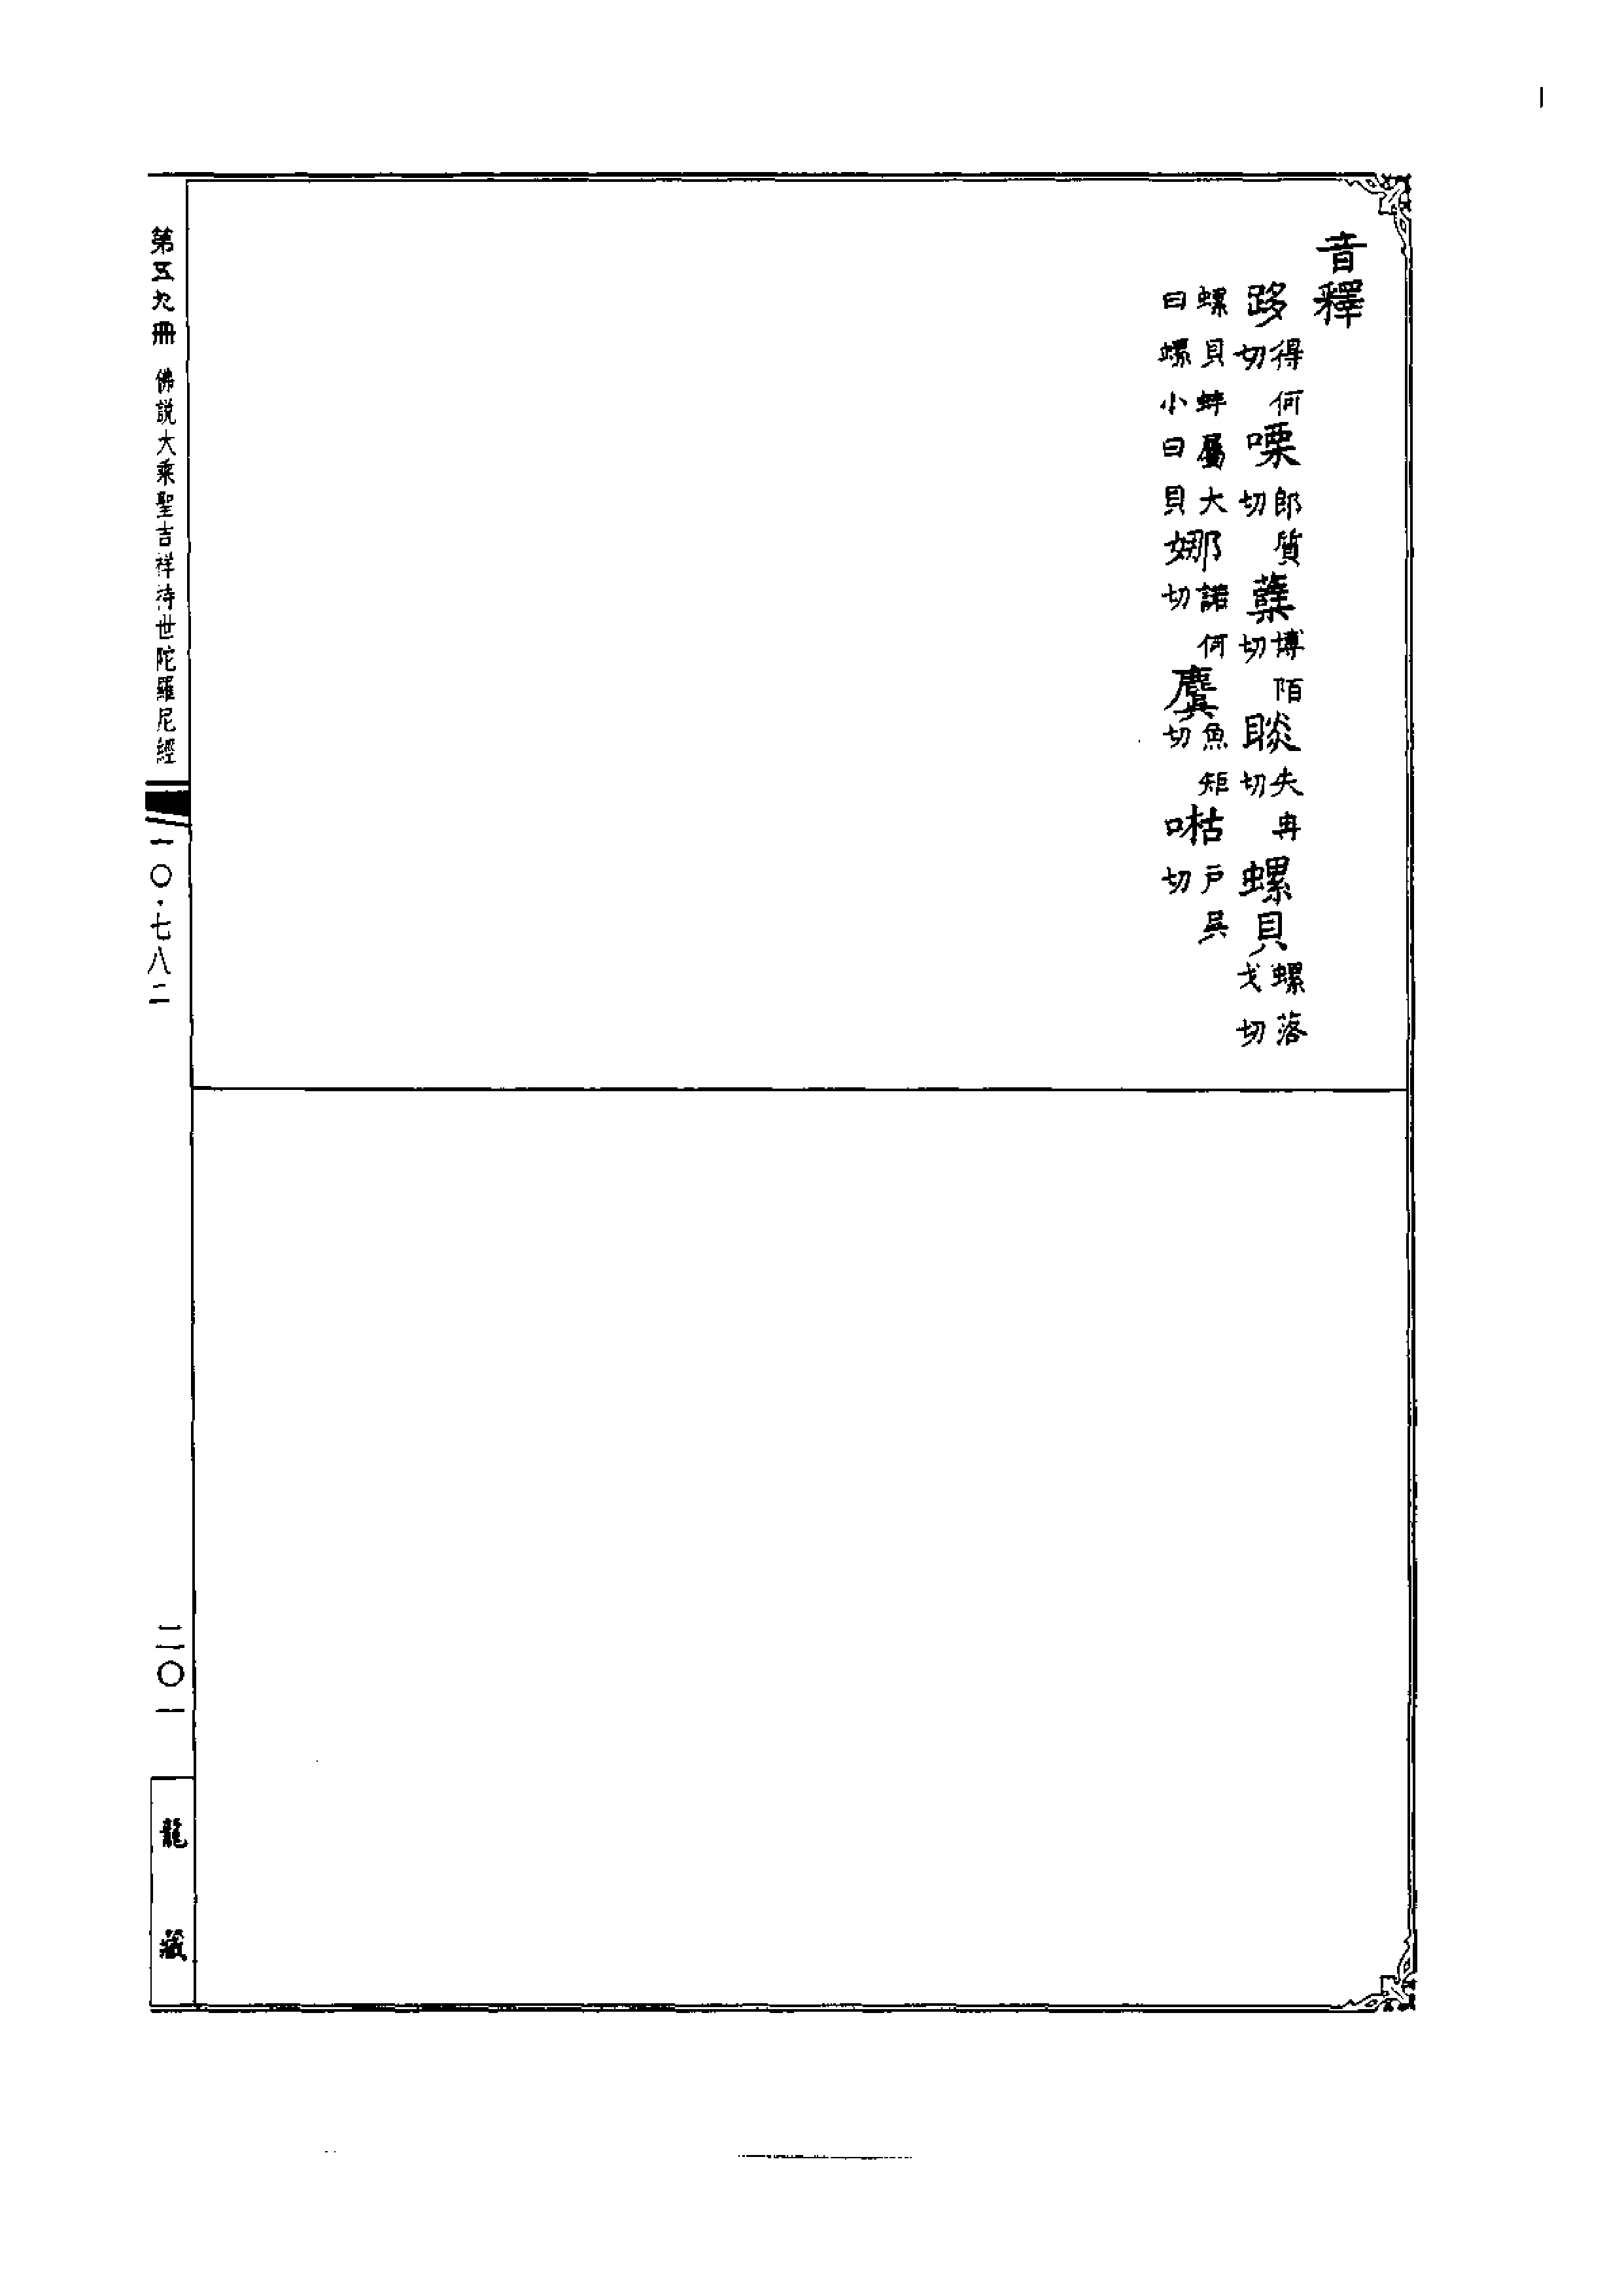 音釋
跢得何切 㗚郎質切 蘗博陌切 睒失冉切 螺貝螺落戈切
螺貝蚌屬大曰螺小曰貝 娜諾何切 麌魚矩切 㗅戶吳切
第五九冊 佛說大乘聖吉祥持世陀羅尼經 一〇·七八二
二〇一
龍藏